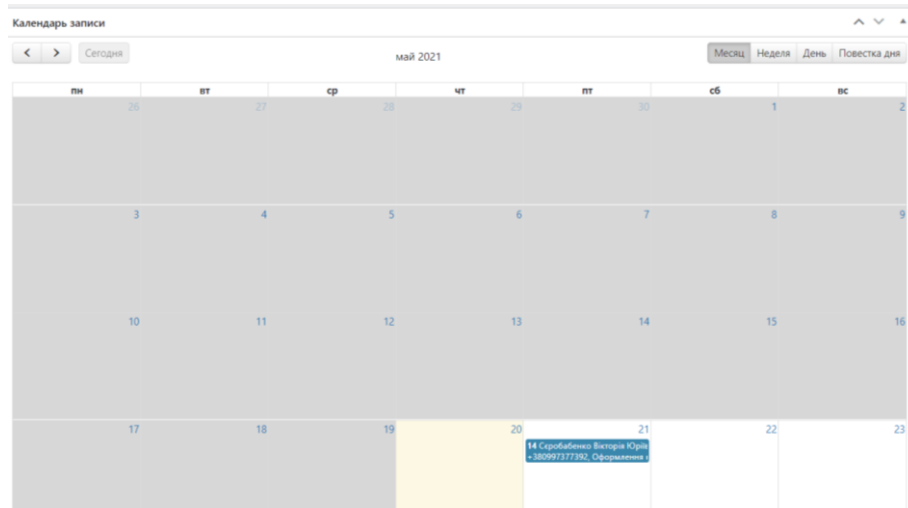 Календарь записи
Сегодня май 2021 Месяц Неделя День Повестка дня
пн вт ср чт пт сб вс
26 27 28 29 30 1 2
3 4 5 6 7 8 9
10 11 12 13 14 15 16
17 18 19 20 21 22 23
14 Серобабенко Вікторія Юрії
+380997377392, Оформлення